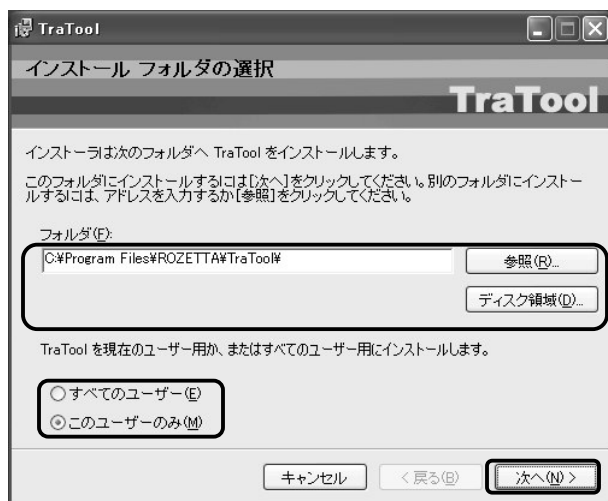 TraTool
インストール フォルダの選択
TraTool
インストーラは次のフォルダへ TraTool をインストールします。
このフォルダにインストールするには[次へ]をクリックしてください。別のフォルダにインストー
ルするには、アドレスを入力するか[参照]をクリックしてください。
フォルダ(F):
C:¥Program Files¥ROZETTA¥TraTool¥
参照(R)...
ディスク領域(D)...
TraTool を現在のユーザー用か、またはすべてのユーザー用にインストールします。
すべてのユーザー(E)
このユーザーのみ(M)
キャンセル
< 戻る(B)
次へ(N) >